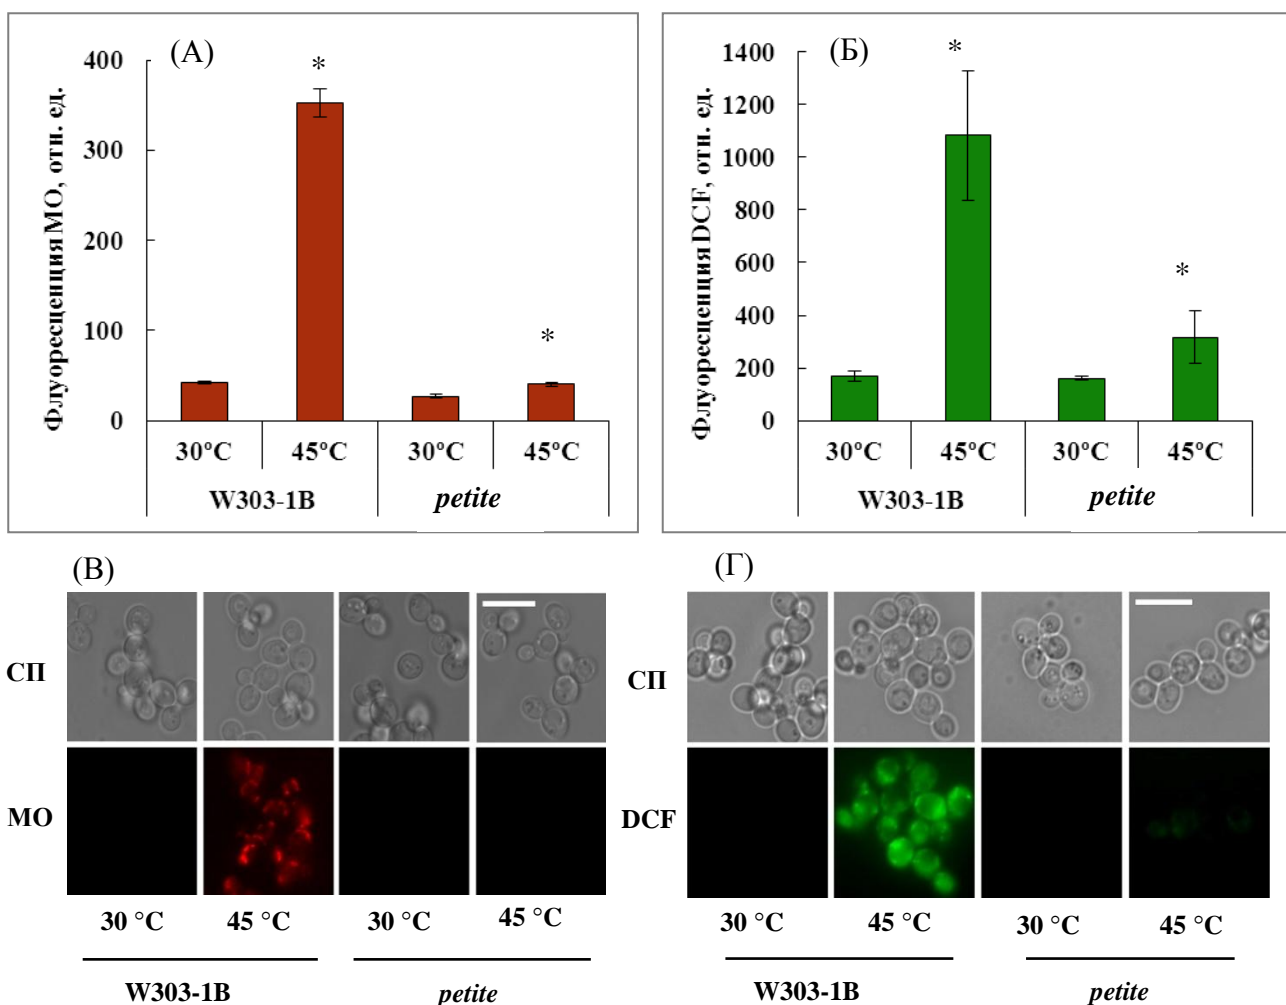 (А)
Флуоресценция МО, отн. ед.
400
300
200
100
0
*
*
30°C 45°C 30°C 45°C
W303-1B petite
(Б)
Флуоресценция DCF, отн. ед.
1400
1200
1000
800
600
400
200
0
*
*
30°C 45°C 30°C 45°C
W303-1B petite
(В)
СП
МО
30 °C 45 °C 30 °C 45 °C
W303-1B petite
(Г)
СП
DCF
30 °C 45 °C 30 °C 45 °C
W303-1B petite